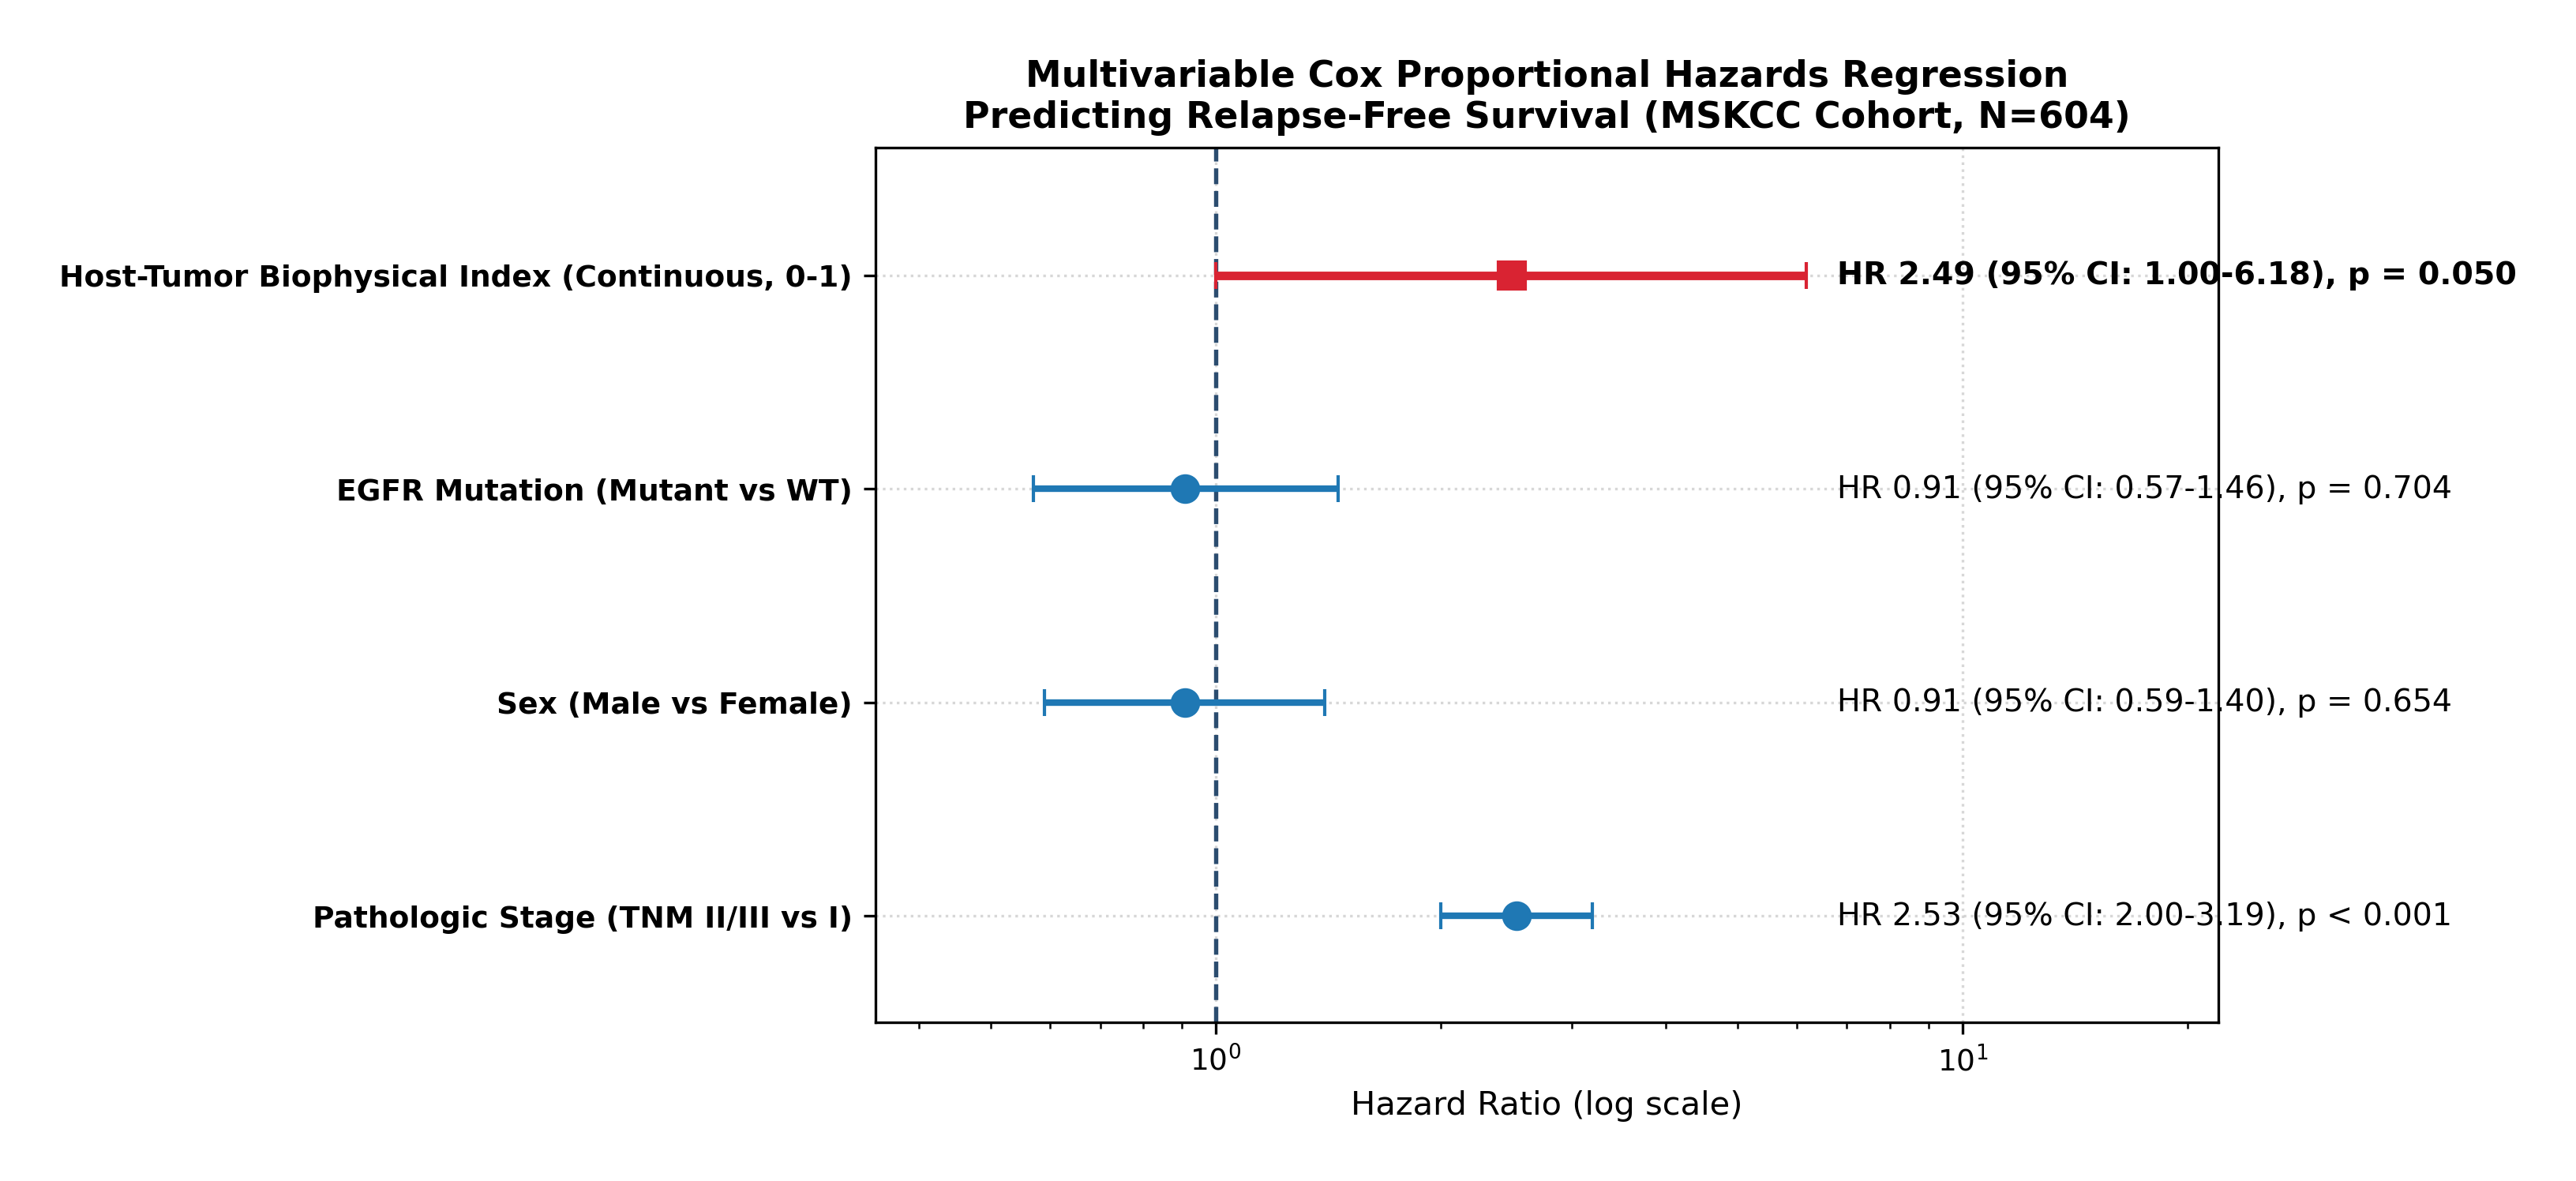 Multivariable Cox Proportional Hazards Regression
Predicting Relapse-Free Survival (MSKCC Cohort, N=604)
Host-Tumor Biophysical Index (Continuous, 0-1)
HR 2.49 (95% CI: 1.00-6.18), p = 0.050
EGFR Mutation (Mutant vs WT)
HR 0.91 (95% CI: 0.57-1.46), p = 0.704
Sex (Male vs Female)
HR 0.91 (95% CI: 0.59-1.40), p = 0.654
Pathologic Stage (TNM II/III vs I)
HR 2.53 (95% CI: 2.00-3.19), p < 0.001
10⁰ 10¹
Hazard Ratio (log scale)